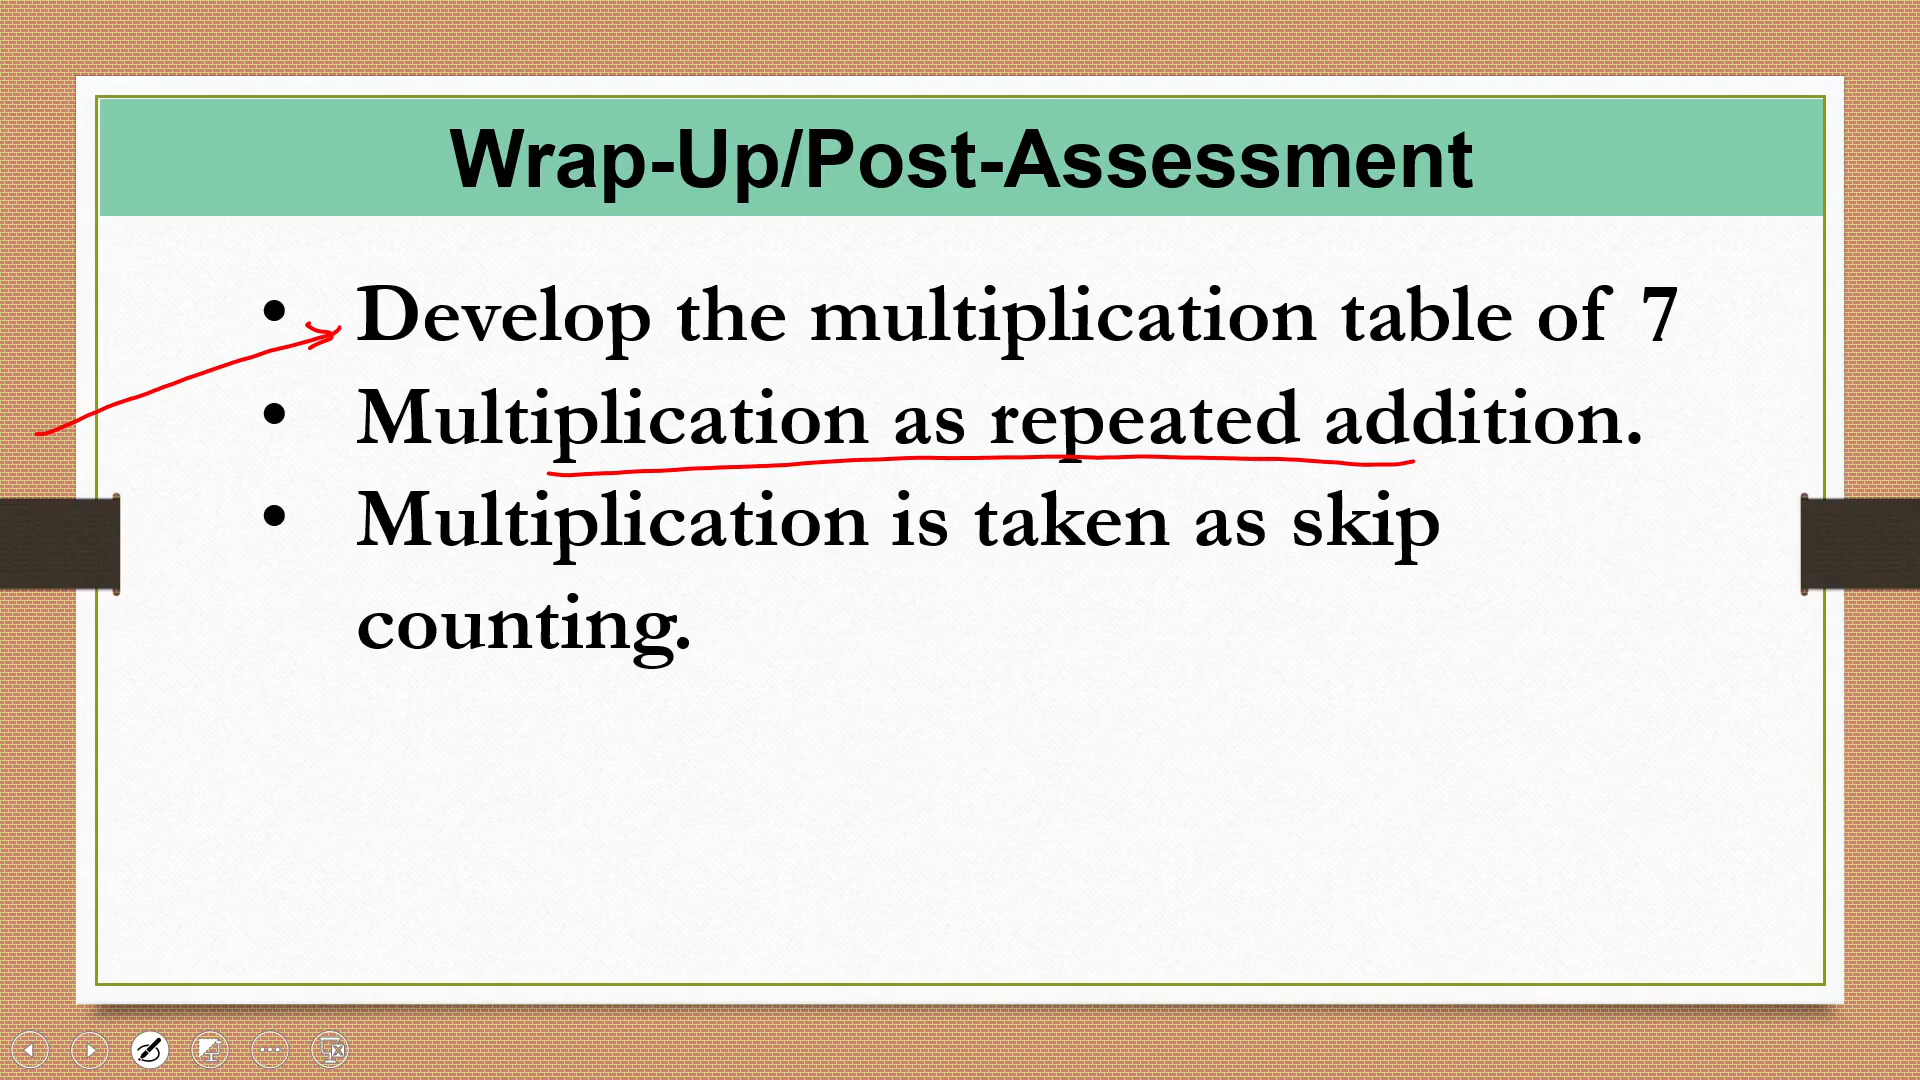 Wrap-Up/Post-Assessment
• Develop the multiplication table of 7
• Multiplication as repeated addition.
• Multiplication is taken as skip
counting.